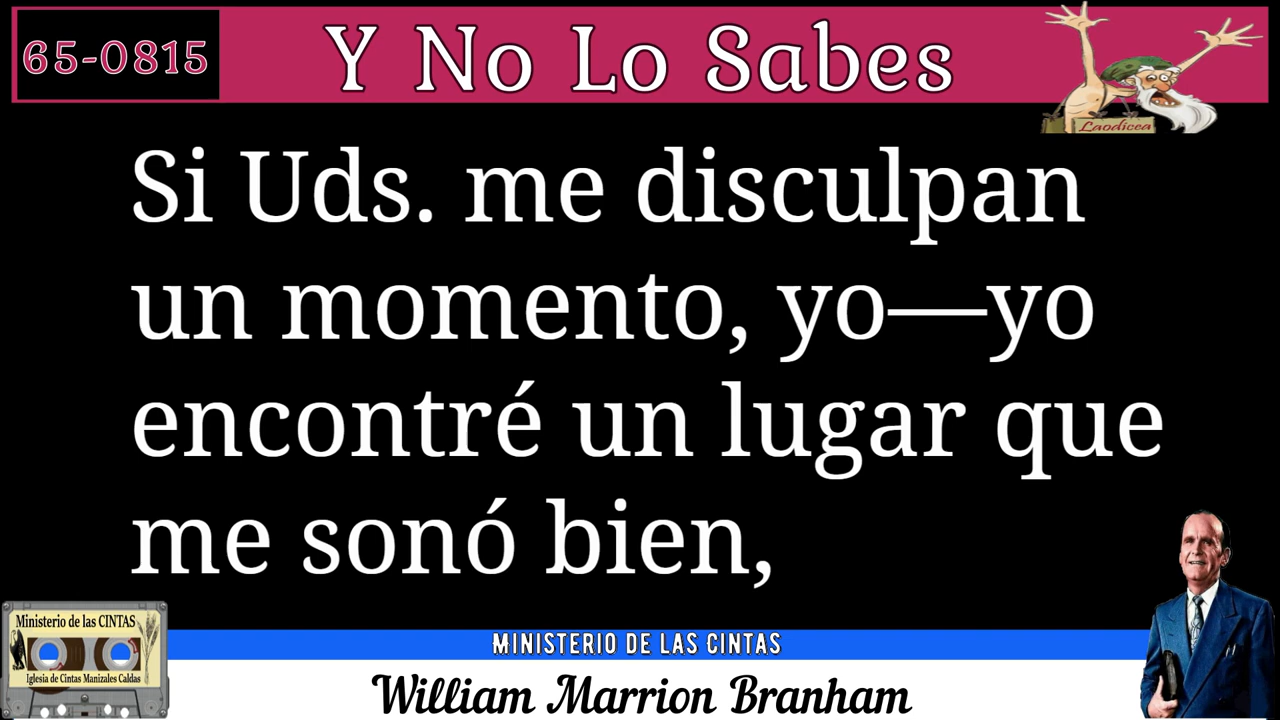 65-0815
Y No Lo Sabes
Laodicea
Si Uds. me disculpan
un momento, yo—yo
encontré un lugar que
me sonó bien,
Ministerio de las CINTAS
Iglesia de Cintas Manizales Caldas
MINISTERIO DE LAS CINTAS
William Marrion Branham